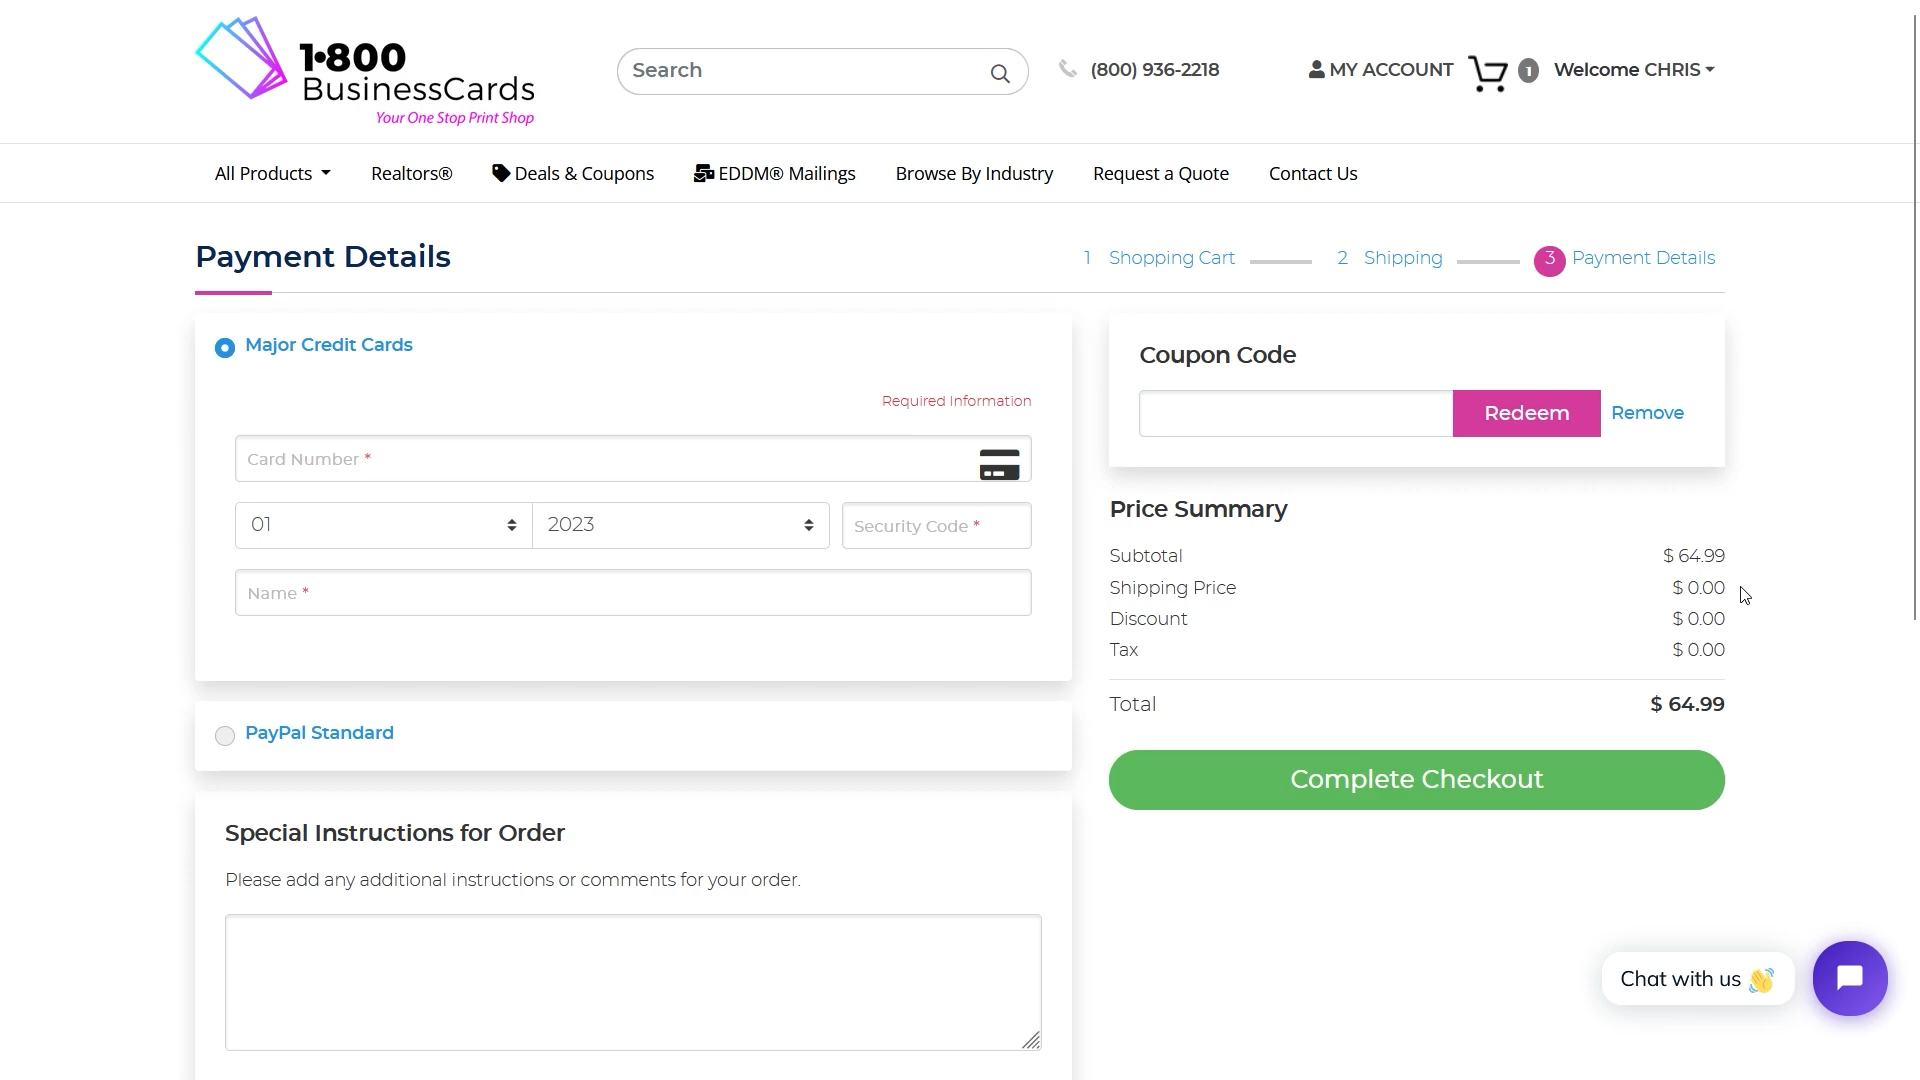 1•800
BusinessCards
Your One Stop Print Shop
Search
(800) 936-2218
MY ACCOUNT
1
Welcome CHRIS
All Products
Realtors®
Deals & Coupons
EDDM® Mailings
Browse By Industry
Request a Quote
Contact Us
Payment Details
1 Shopping Cart
2 Shipping
3 Payment Details
Major Credit Cards
Required Information
Card Number *
01
2023
Security Code *
Name *
PayPal Standard
Special Instructions for Order
Please add any additional instructions or comments for your order.
Coupon Code
Redeem
Remove
Price Summary
Subtotal $ 64.99
Shipping Price $ 0.00
Discount $ 0.00
Tax $ 0.00
Total $ 64.99
Complete Checkout
Chat with us 👋